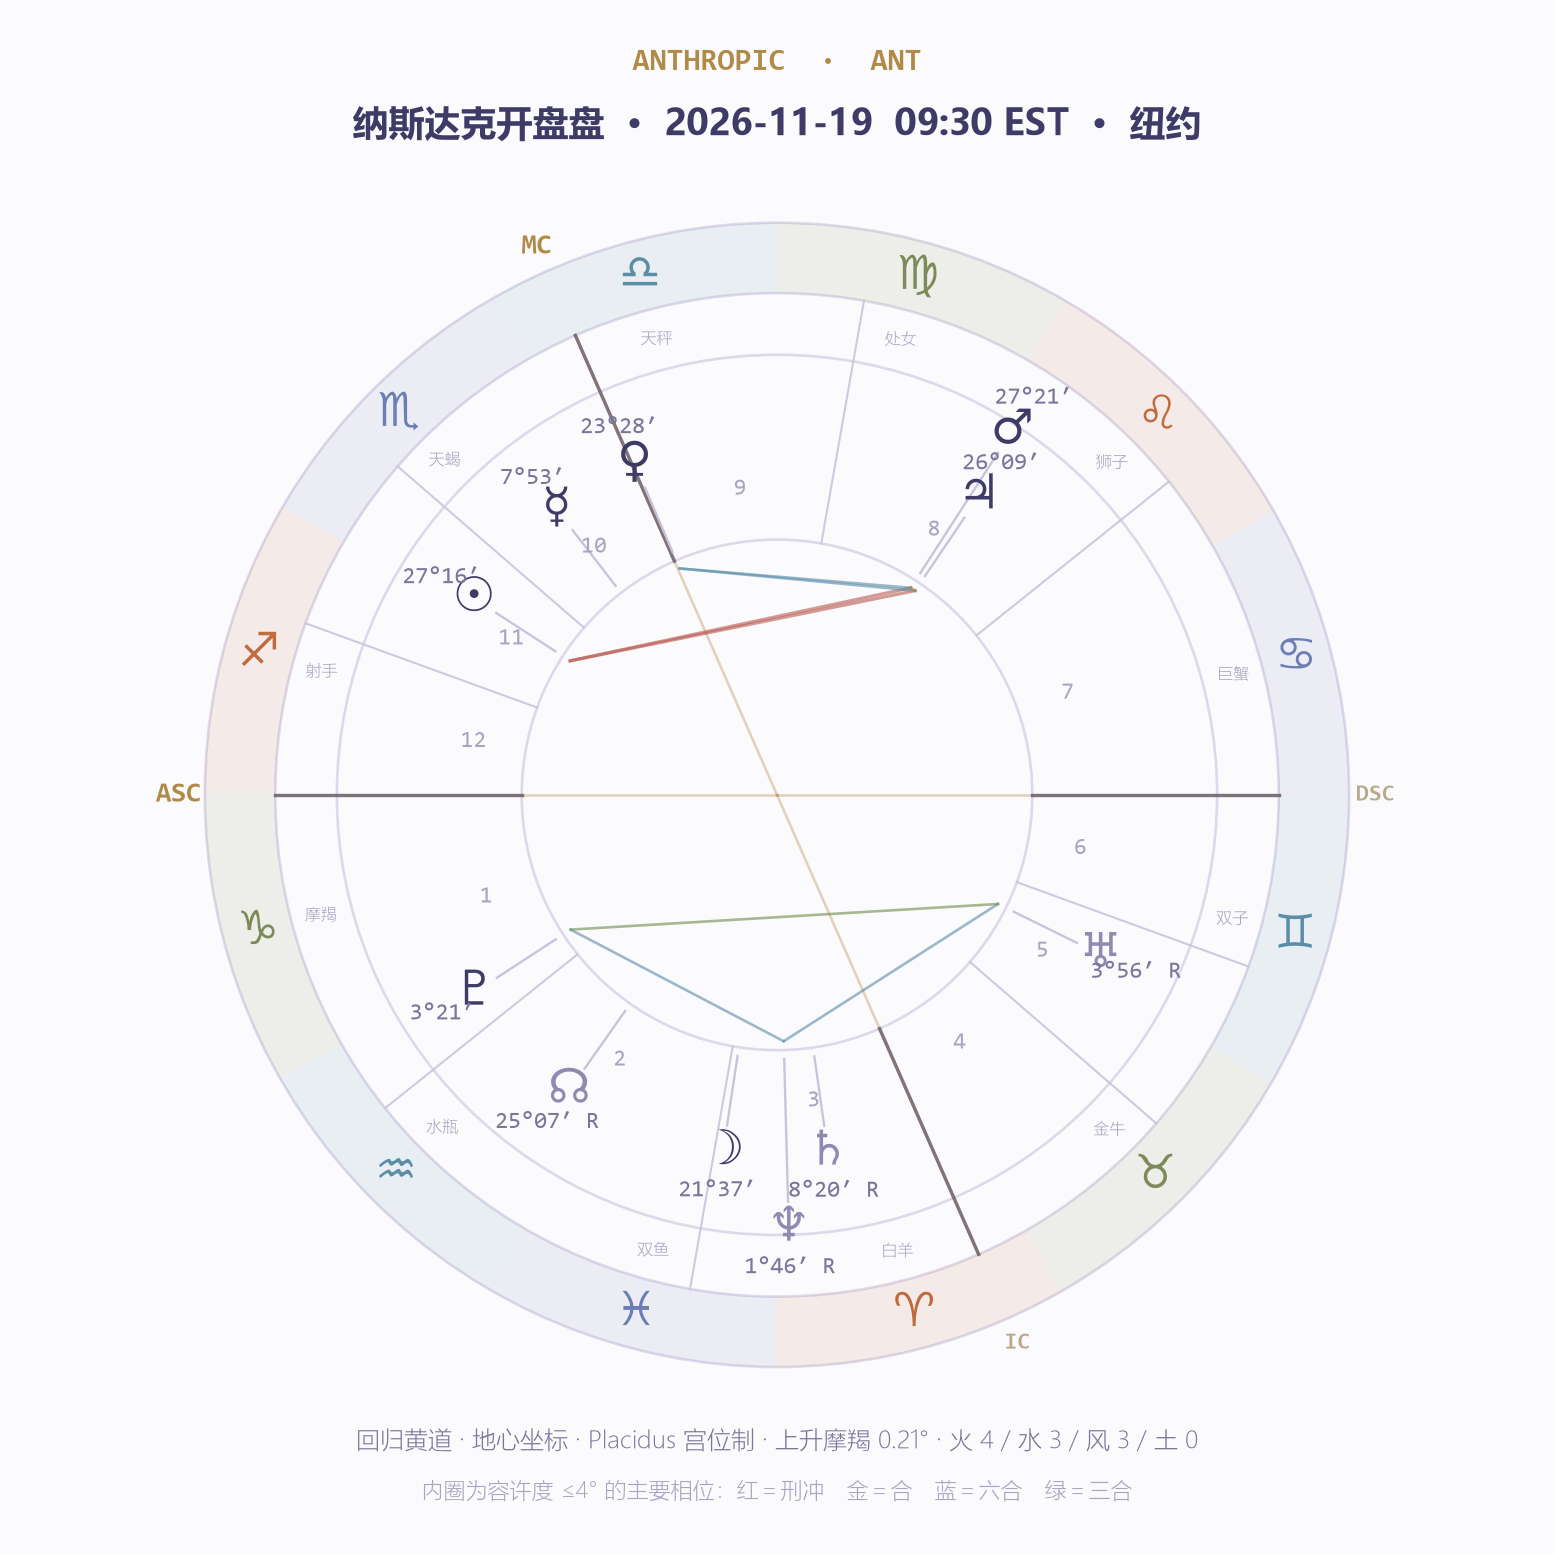 ANTHROPIC · ANT
纳斯达克开盘盘 • 2026-11-19 09:30 EST • 纽约
MC
天秤
处女
27°21′
23°28′
天蝎
26°09′
狮子
7°53′
9
8
10
27°16′
11
射手
巨蟹
7
12
ASC
DSC
6
1
摩羯
双子
5
3°56′ R
3°21′
4
2
3
25°07′ R
水瓶
金牛
21°37′
8°20′ R
双鱼
白羊
1°46′ R
IC
回归黄道 · 地心坐标 · Placidus 宫位制 · 上升摩羯 0.21° · 火 4 / 水 3 / 风 3 / 土 0
内圈为容许度 ≤4° 的主要相位：红=刑冲 金=合 蓝=六合 绿=三合